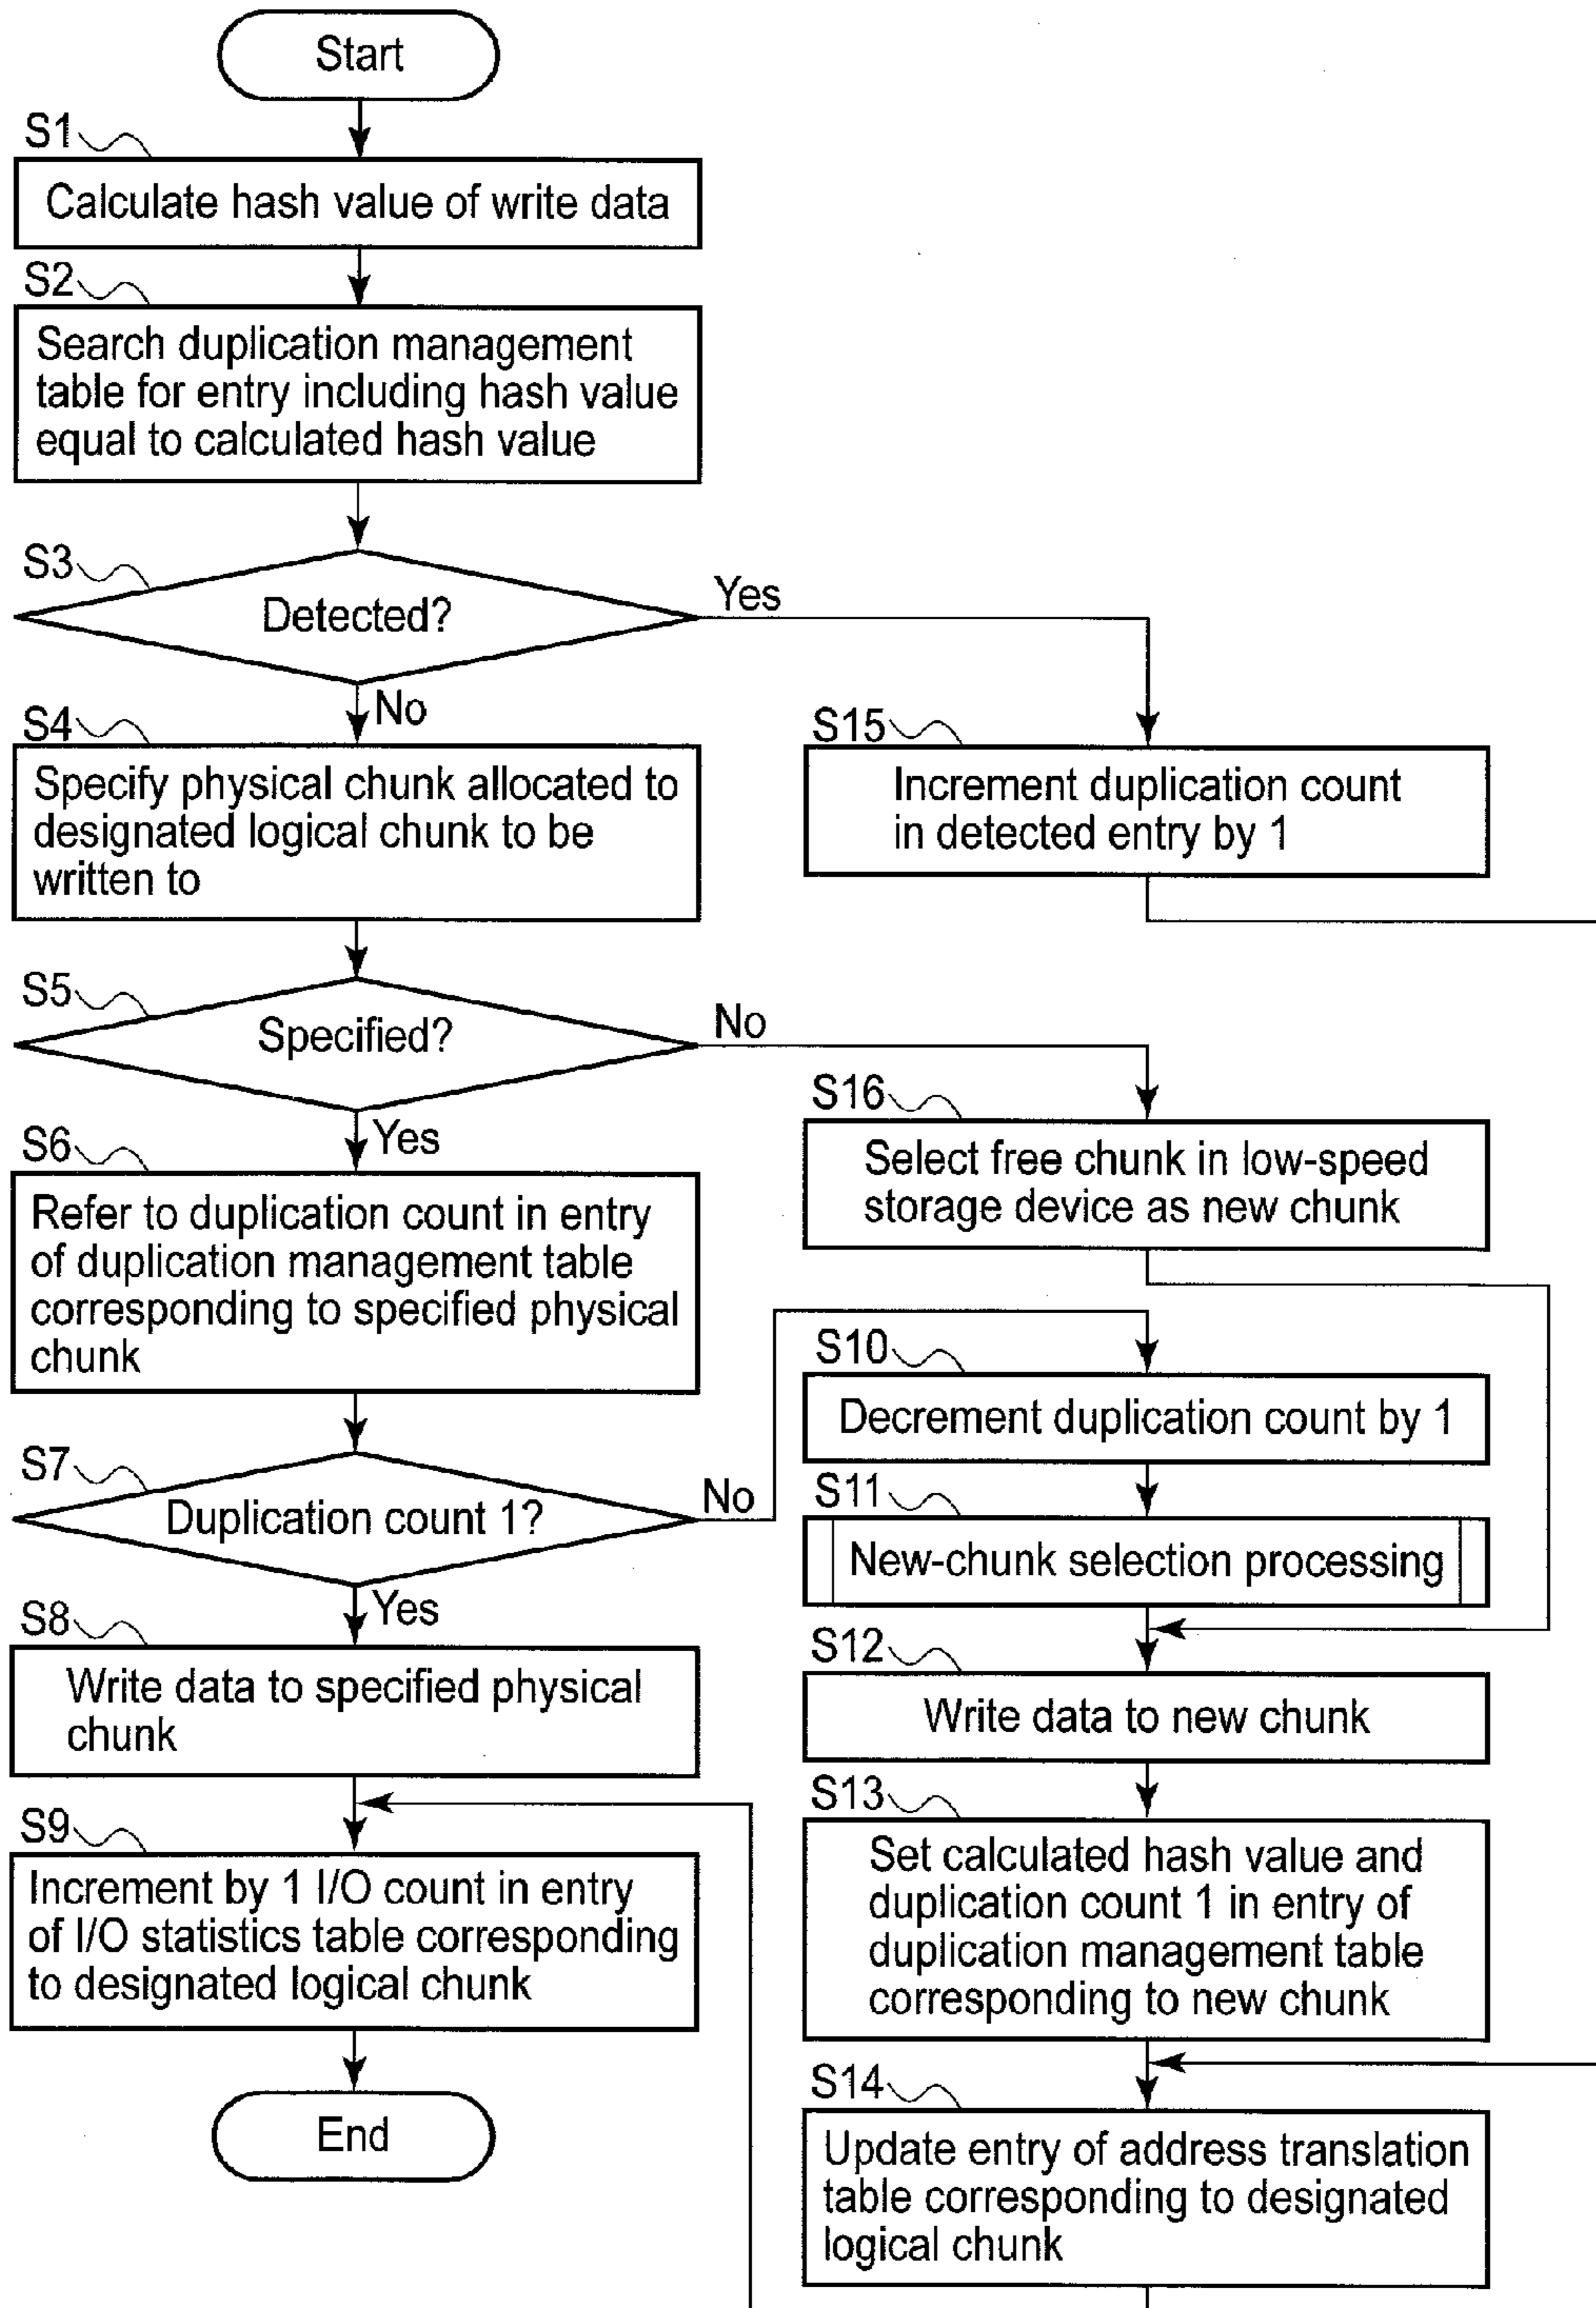 Start
S1
Calculate hash value of write data
S2
Search duplication management
table for entry including hash value
equal to calculated hash value
S3
Detected?
Yes
No
S4
Specify physical chunk allocated to
designated logical chunk to be
written to
S15
Increment duplication count
in detected entry by 1
S5
Specified?
No
Yes
S16
Select free chunk in low-speed
storage device as new chunk
S6
Refer to duplication count in entry
of duplication management table
corresponding to specified physical
chunk
S10
Decrement duplication count by 1
S7
Duplication count 1?
No
Yes
S11
New-chunk selection processing
S8
Write data to specified physical
chunk
S12
Write data to new chunk
S9
Increment by 1 I/O count in entry
of I/O statistics table corresponding
to designated logical chunk
S13
Set calculated hash value and
duplication count 1 in entry of
duplication management table
corresponding to new chunk
End
S14
Update entry of address translation
table corresponding to designated
logical chunk